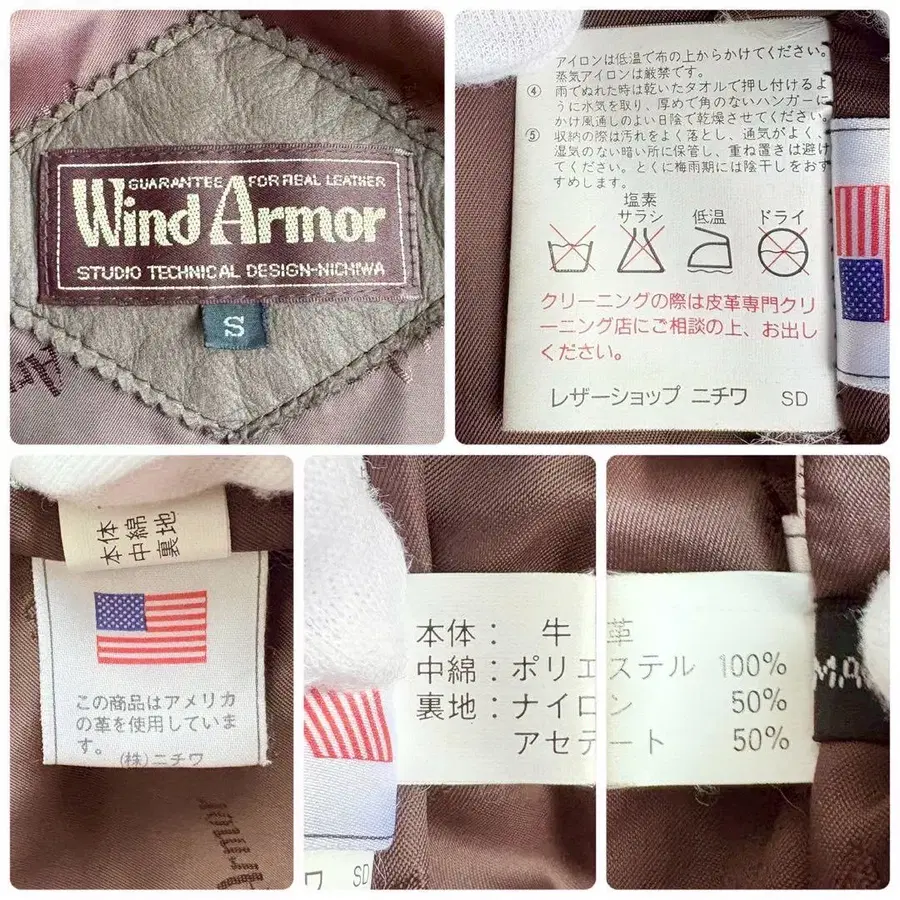 GUARANTEE FOR REAL LEATHER
Wind Armor
STUDIO TECHNICAL DESIGN-NICHIWA
S
アイロンは低温で布の上からかけてください。
蒸気アイロンは厳禁です。
④ 雨でぬれた時は乾いたタオルで押し付けるよ
うに水気を取り、厚めで角のないハンガーに
かけ風通しのよい日陰で乾燥させてください。
⑤ 収納の際は汚れをよく落とし、通気がよく、
湿気のない暗い所に保管し、重ね置きは避け
てください。とくに梅雨期には陰干しをおす
すめします。
塩素
サラシ 低温 ドライ
クリーニングの際は皮革専門クリ
ーニング店にご相談の上、お出し
ください。
レザーショップ ニチワ SD
本体
中綿
裏地
この商品はアメリカ
の革を使用していま
す。
(株)ニチワ
本体: 牛 革
中綿:ポリエステル 100%
裏地:ナイロン 50%
アセテート 50%
ワ SD